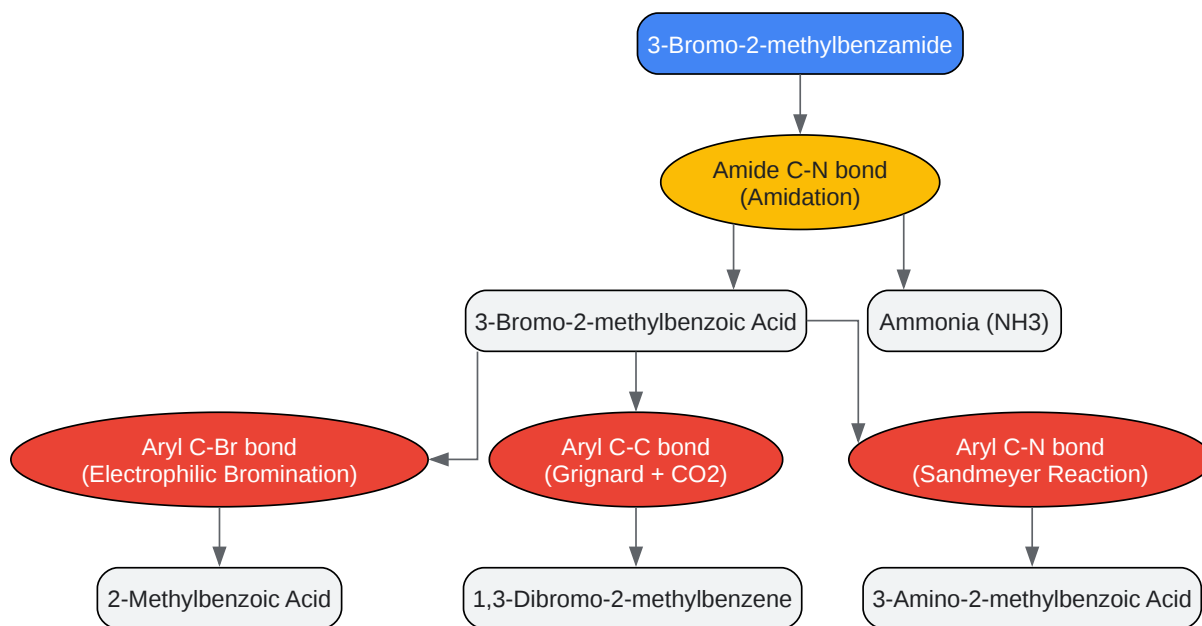 3-Bromo-2-methylbenzamide
Amide C-N bond
(Amidation)
3-Bromo-2-methylbenzoic Acid
Ammonia (NH3)
Aryl C-Br bond
(Electrophilic Bromination)
Aryl C-C bond
(Grignard + CO2)
Aryl C-N bond
(Sandmeyer Reaction)
2-Methylbenzoic Acid
1,3-Dibromo-2-methylbenzene
3-Amino-2-methylbenzoic Acid